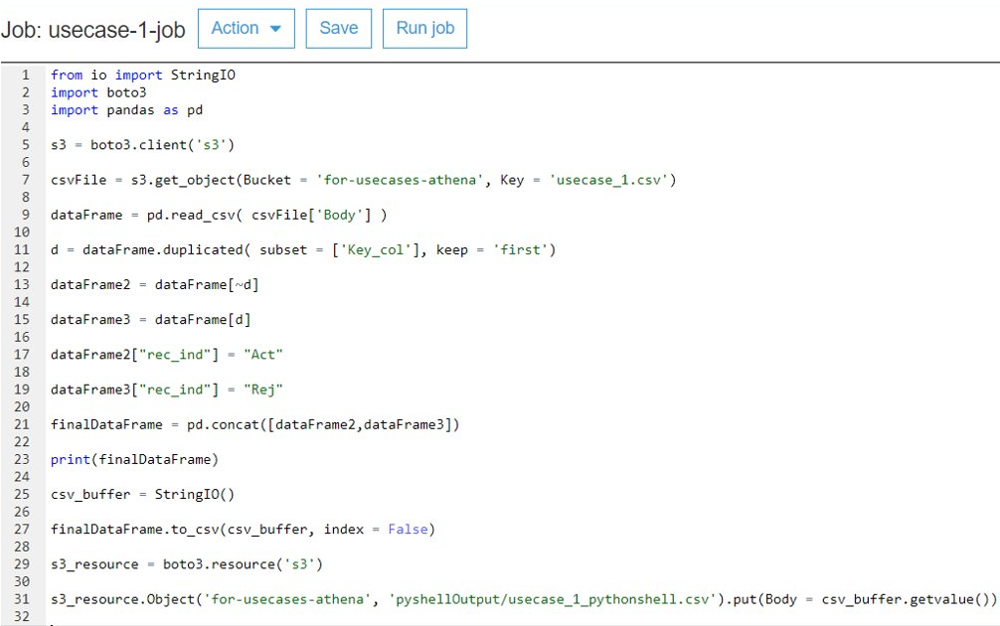 Job: usecase-1-job Action Save Run job
1 from io import StringIO
2 import boto3
3 import pandas as pd
4
5 s3 = boto3.client('s3')
6
7 csvFile = s3.get_object(Bucket = 'for-usecases-athena', Key = 'usecase_1.csv')
8
9 dataFrame = pd.read_csv( csvFile['Body'] )
10
11 d = dataFrame.duplicated( subset = ['Key_col'], keep = 'first')
12
13 dataFrame2 = dataFrame[~d]
14
15 dataFrame3 = dataFrame[d]
16
17 dataFrame2["rec_ind"] = "Act"
18
19 dataFrame3["rec_ind"] = "Rej"
20
21 finalDataFrame = pd.concat([dataFrame2,dataFrame3])
22
23 print(finalDataFrame)
24
25 csv_buffer = StringIO()
26
27 finalDataFrame.to_csv(csv_buffer, index = False)
28
29 s3_resource = boto3.resource('s3')
30
31 s3_resource.Object('for-usecases-athena', 'pyshellOutput/usecase_1_pythonshell.csv').put(Body = csv_buffer.getvalue())
32